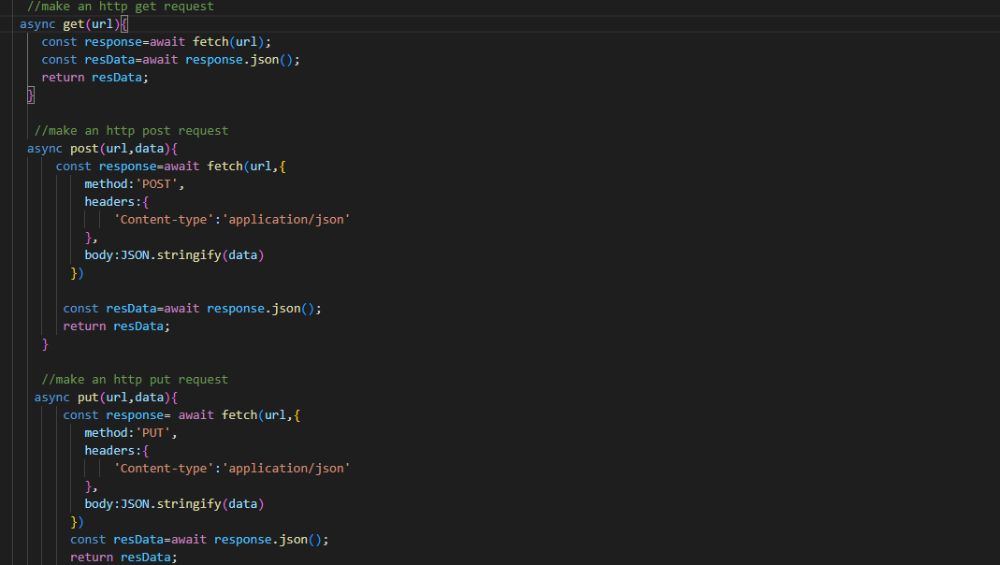 //make an http get request
async get(url){
const response=await fetch(url);
const resData=await response.json();
return resData;
}
//make an http post request
async post(url,data){
const response=await fetch(url,{
method:'POST',
headers:{
'Content-type':'application/json'
},
body:JSON.stringify(data)
})
const resData=await response.json();
return resData;
}
//make an http put request
async put(url,data){
const response= await fetch(url,{
method:'PUT',
headers:{
'Content-type':'application/json'
},
body:JSON.stringify(data)
})
const resData=await response.json();
return resData;